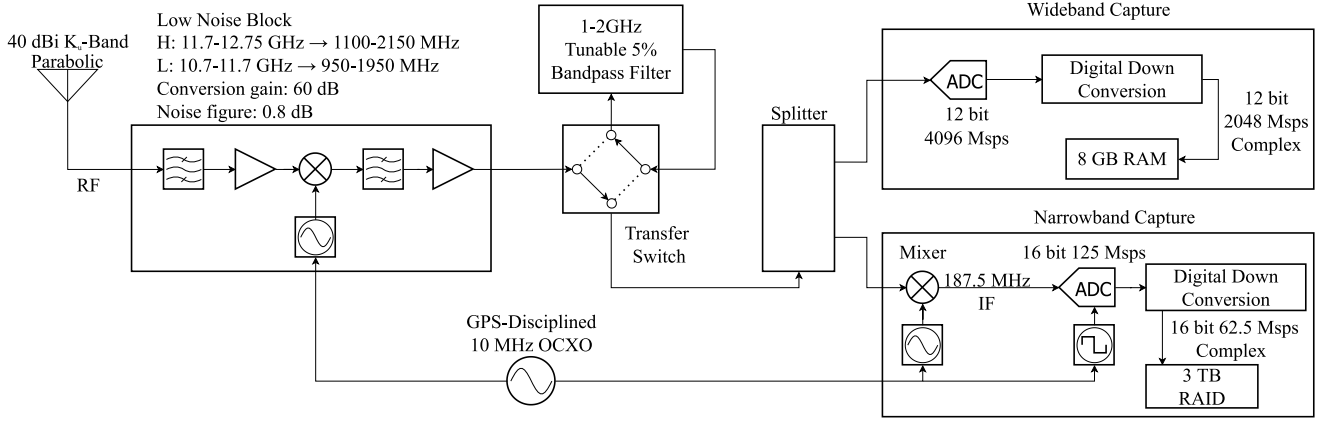 40 dBi Ku-Band
Parabolic
RF
Low Noise Block
H: 11.7-12.75 GHz → 1100-2150 MHz
L: 10.7-11.7 GHz → 950-1950 MHz
Conversion gain: 60 dB
Noise figure: 0.8 dB
1-2GHz
Tunable 5%
Bandpass Filter
Transfer
Switch
GPS-Disciplined
10 MHz OCXO
Splitter
Wideband Capture
ADC
12 bit
4096 Msps
Digital Down
Conversion
12 bit
2048 Msps
Complex
8 GB RAM
Narrowband Capture
Mixer
187.5 MHz
IF
16 bit 125 Msps
ADC
Digital Down
Conversion
16 bit 62.5 Msps
Complex
3 TB
RAID